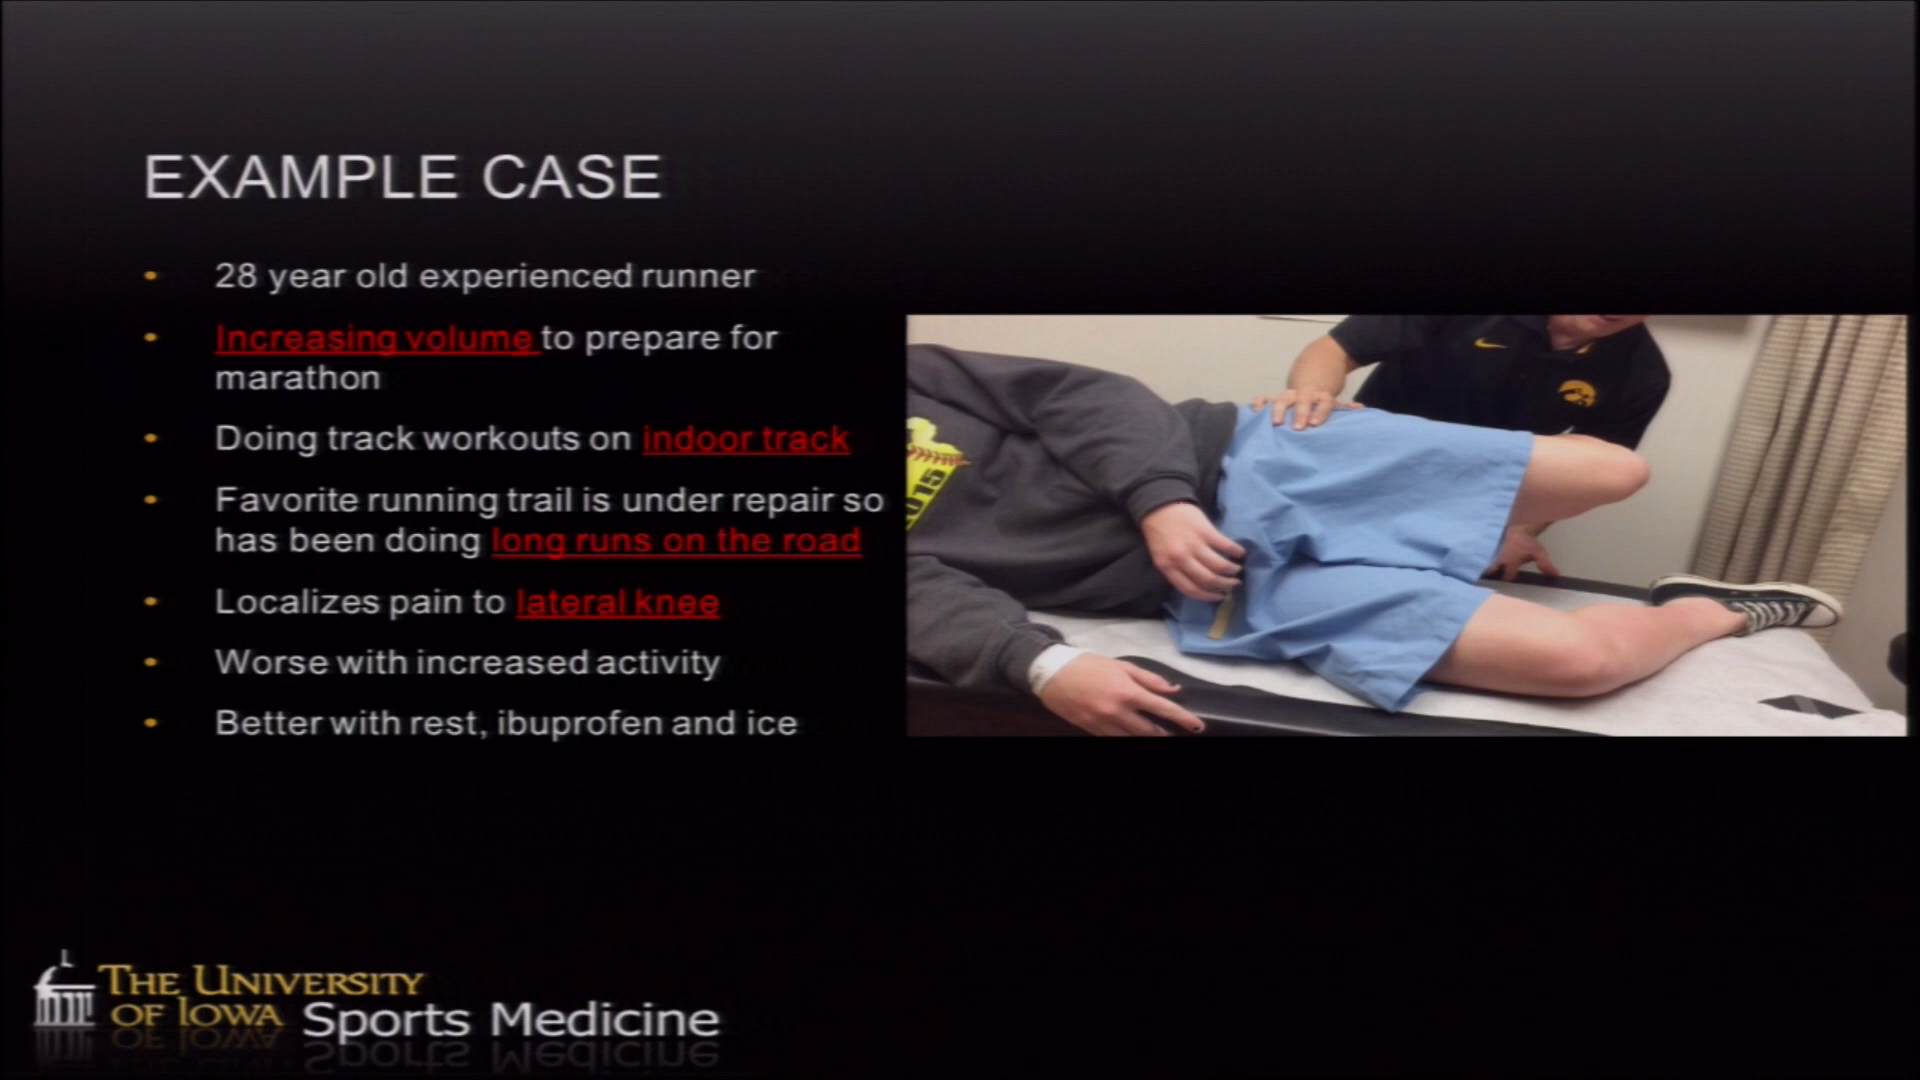 EXAMPLE CASE
• 28 year old experienced runner
• Increasing volume to prepare for
marathon
• Doing track workouts on indoor track
• Favorite running trail is under repair so
has been doing long runs on the road
• Localizes pain to lateral knee
• Worse with increased activity
• Better with rest, ibuprofen and ice
2015
THE UNIVERSITY
OF IOWA Sports Medicine